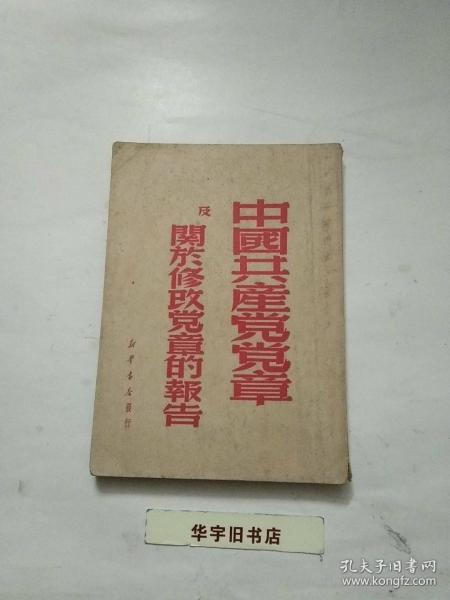 中國共產党党章
及
關於修改党章的報告
新華書店發行
华宇旧书店
孔夫子旧书网
www.kongfz.com